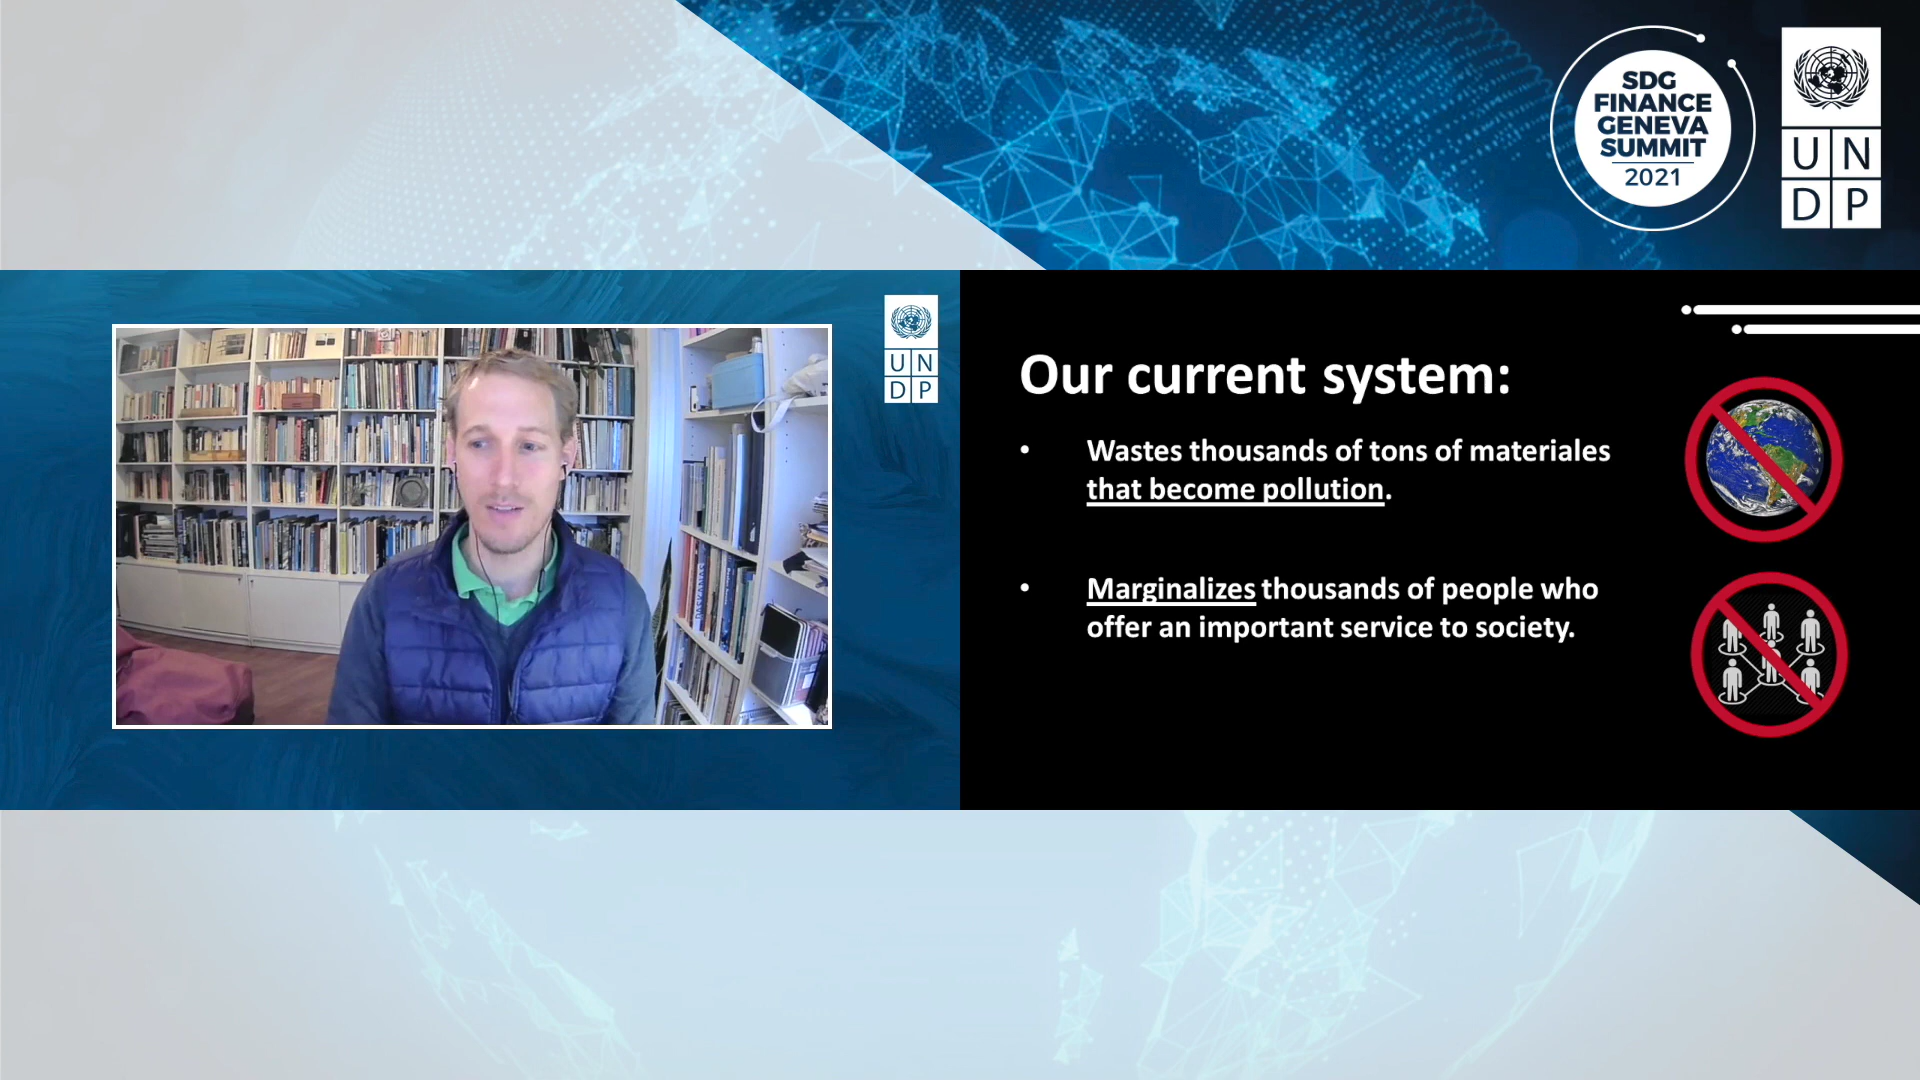 SDG
FINANCE
GENEVA
SUMMIT
2021
U N
D P
U N
D P
Our current system:
• Wastes thousands of tons of materiales
that become pollution.
• Marginalizes thousands of people who
offer an important service to society.